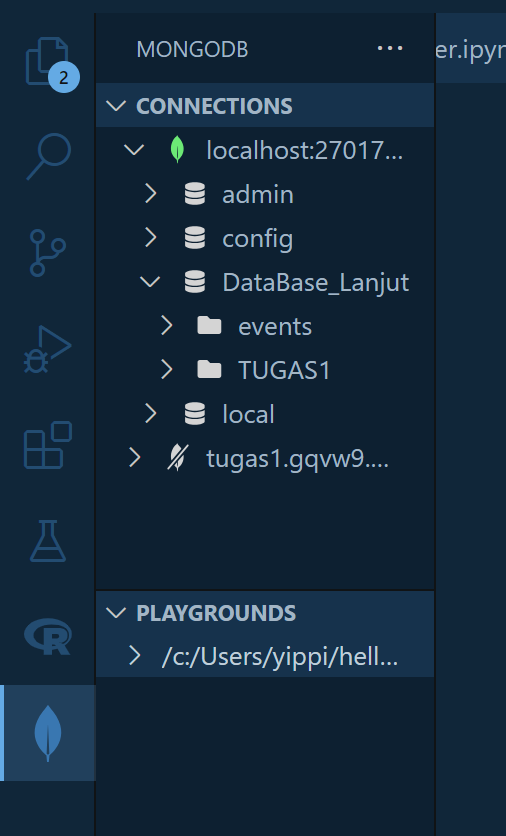 MONGODB ...
er.ipyn
2
CONNECTIONS
localhost:27017...
admin
config
DataBase_Lanjut
events
TUGAS1
local
tugas1.gqvw9....
R
PLAYGROUNDS
/c:/Users/yippi/hell...